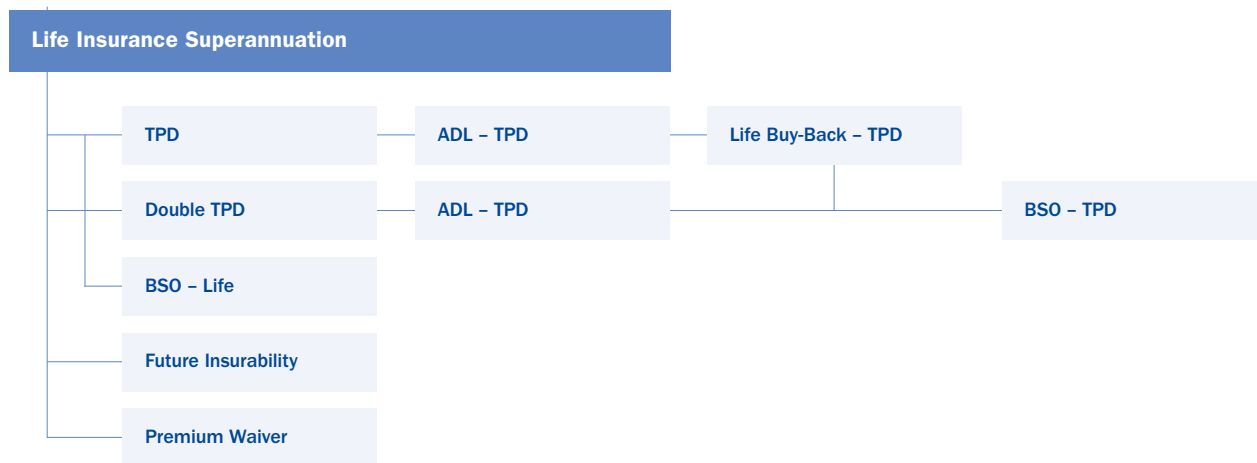 Life Insurance Superannuation
TPD
ADL – TPD
Life Buy-Back – TPD
Double TPD
ADL – TPD
BSO – TPD
BSO – Life
Future Insurability
Premium Waiver